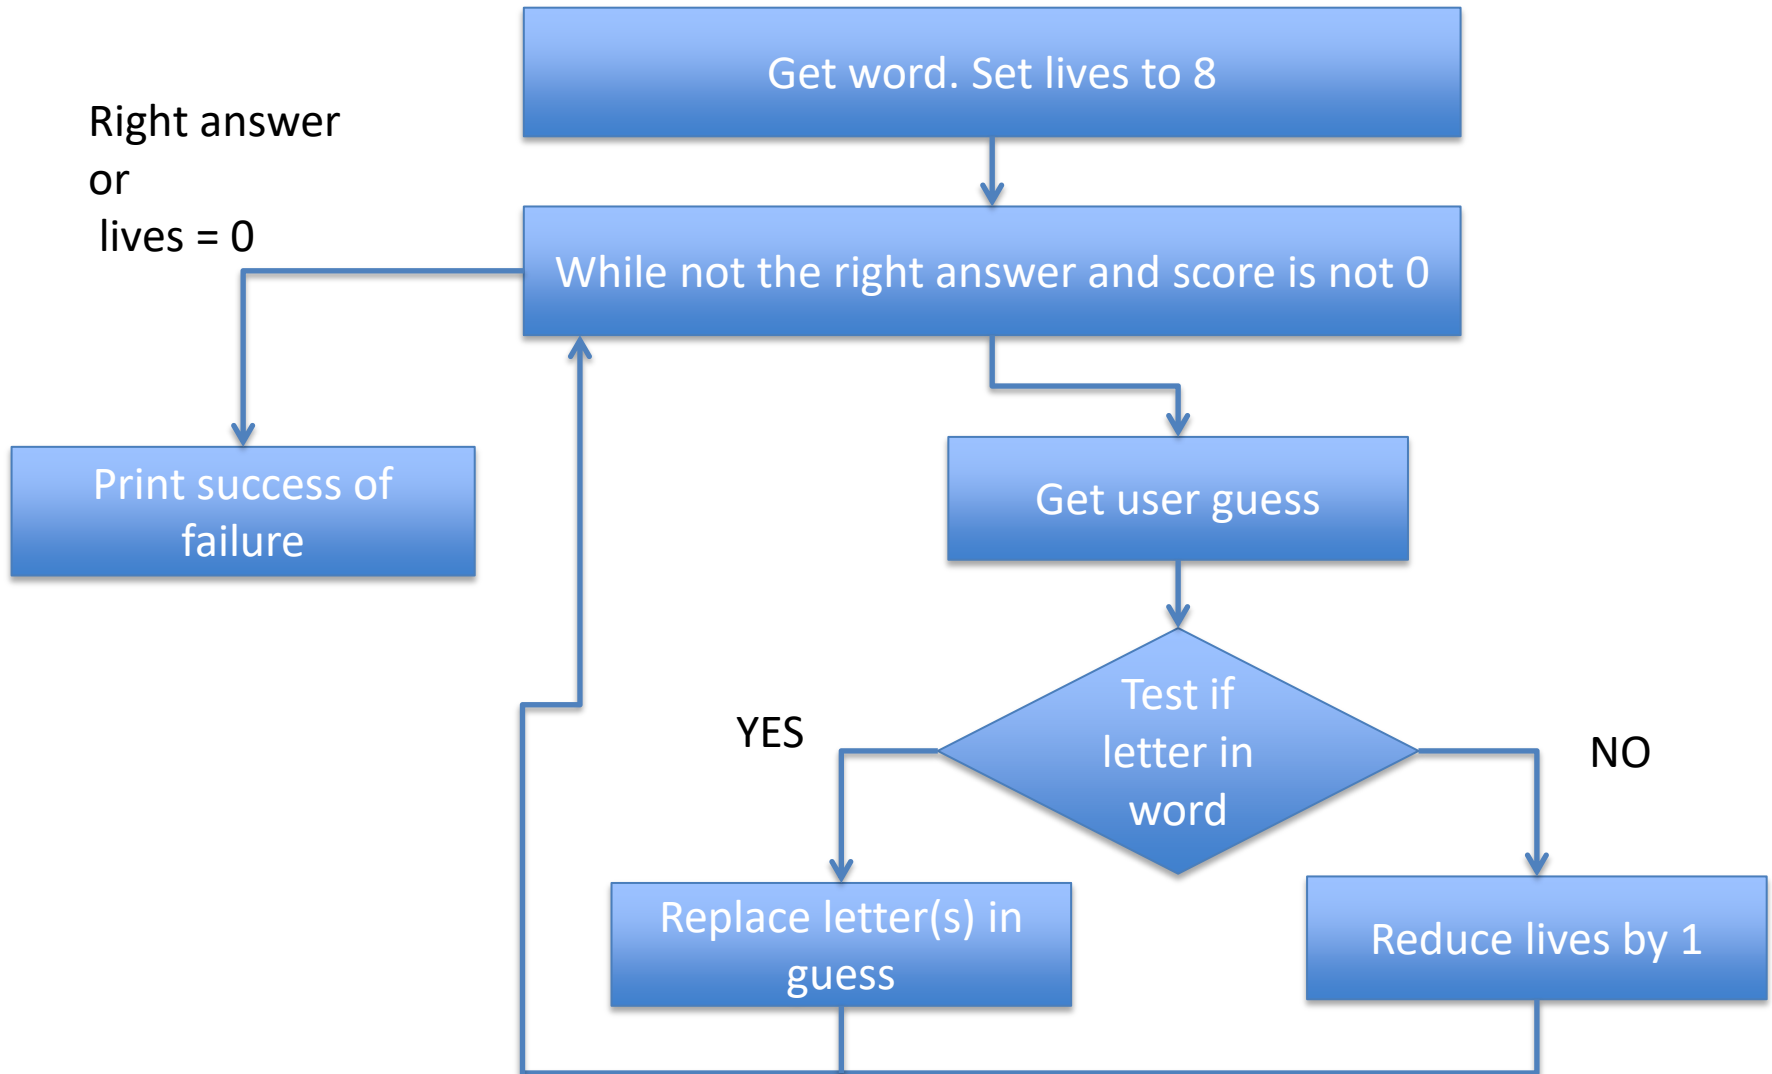 Get word. Set lives to 8
Right answer
or
lives = 0
While not the right answer and score is not 0
Print success of
failure
Get user guess
Test if
letter in
word
YES
NO
Replace letter(s) in
guess
Reduce lives by 1